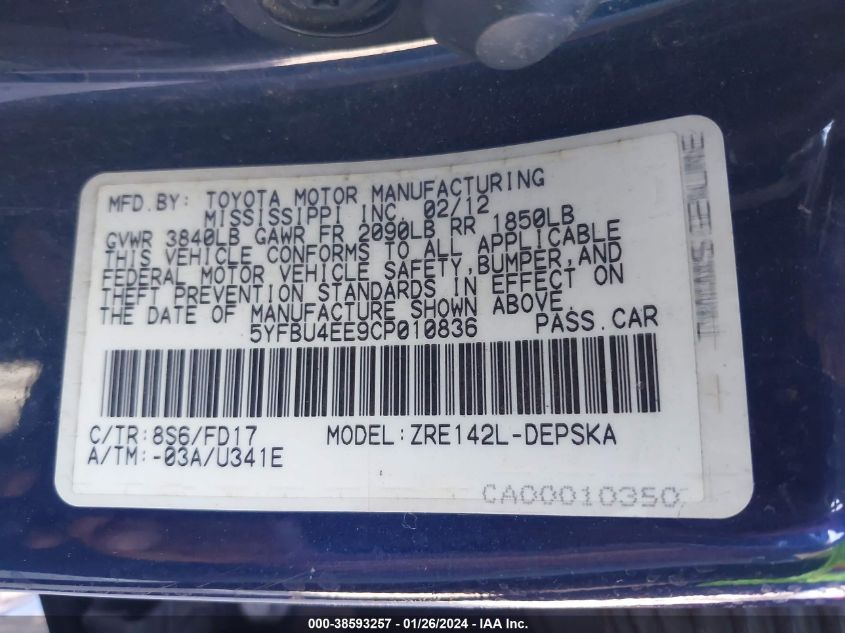 MFD.BY: TOYOTA MOTOR MANUFACTURING
MISSISSIPPI INC. 02/12
GVWR 3840LB GAWR FR 2090LB RR 1850LB
THIS VEHICLE CONFORMS TO ALL APPLICABLE
FEDERAL MOTOR VEHICLE SAFETY,BUMPER,AND
THEFT PREVENTION STANDARDS IN EFFECT ON
THE DATE OF MANUFACTURE SHOWN ABOVE.
5YFBU4EE9CP010836 PASS.CAR
C/TR:8S6/FD17 MODEL:ZRE142L-DEPSKA
A/TM:-03A/U341E
CA00010350
GENUINE
000-38593257 - 01/26/2024 - IAA Inc.